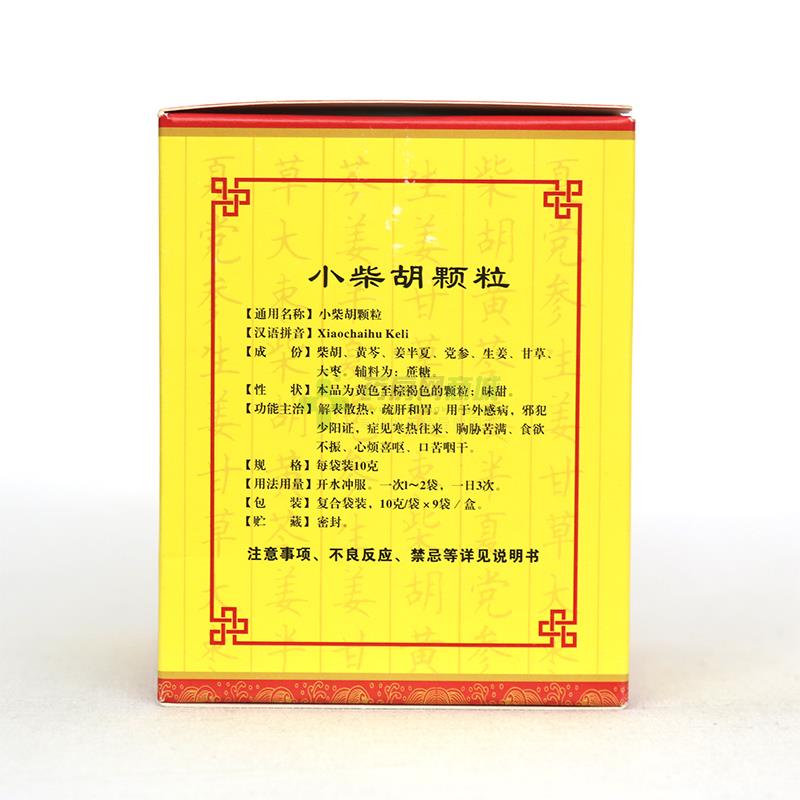 小柴胡颗粒
【通用名称】小柴胡颗粒
【汉语拼音】Xiaochaihu Keli
【成 份】柴胡、黄芩、姜半夏、党参、生姜、甘草、
大枣。辅料为：蔗糖。
【性 状】本品为黄色至棕褐色的颗粒；味甜
【功能主治】解表散热，疏肝和胃。用于外感病，邪犯
少阳证，症见寒热往来、胸胁苦满、食欲
不振、心烦喜呕、口苦咽干。
【规 格】每袋装10克
【用法用量】开水冲服。一次1～2袋，一日3次。
【包 装】复合袋装，10克/袋×9袋／盒。
【贮 藏】密封。
注意事项、不良反应、禁忌等详见说明书